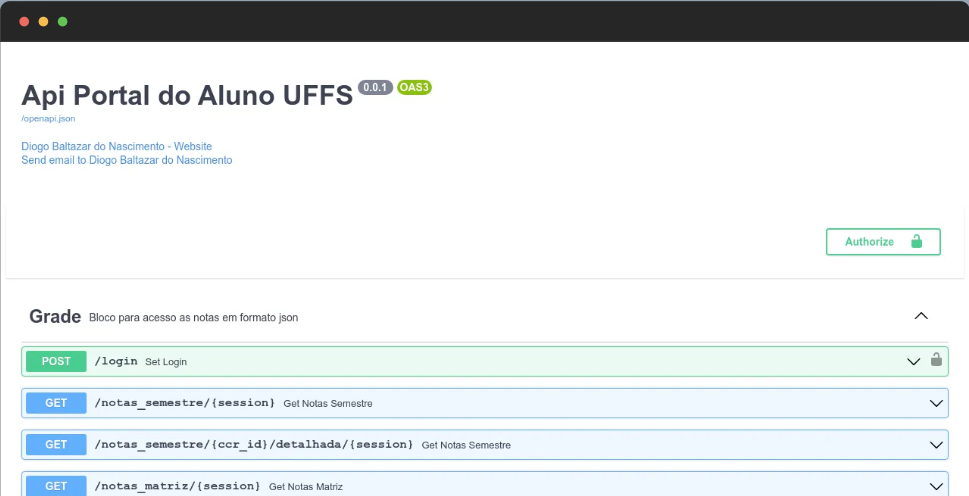 Api Portal do Aluno UFFS 0.0.1 OAS3
/openapi.json
Diogo Baltazar do Nascimento - Website
Send email to Diogo Baltazar do Nascimento
Authorize
Grade Bloco para acesso as notas em formato json
POST /login Set Login
GET /notas_semestre/{session} Get Notas Semestre
GET /notas_semestre/{ccr_id}/detalhada/{session} Get Notas Semestre
GET /notas_matriz/{session} Get Notas Matriz